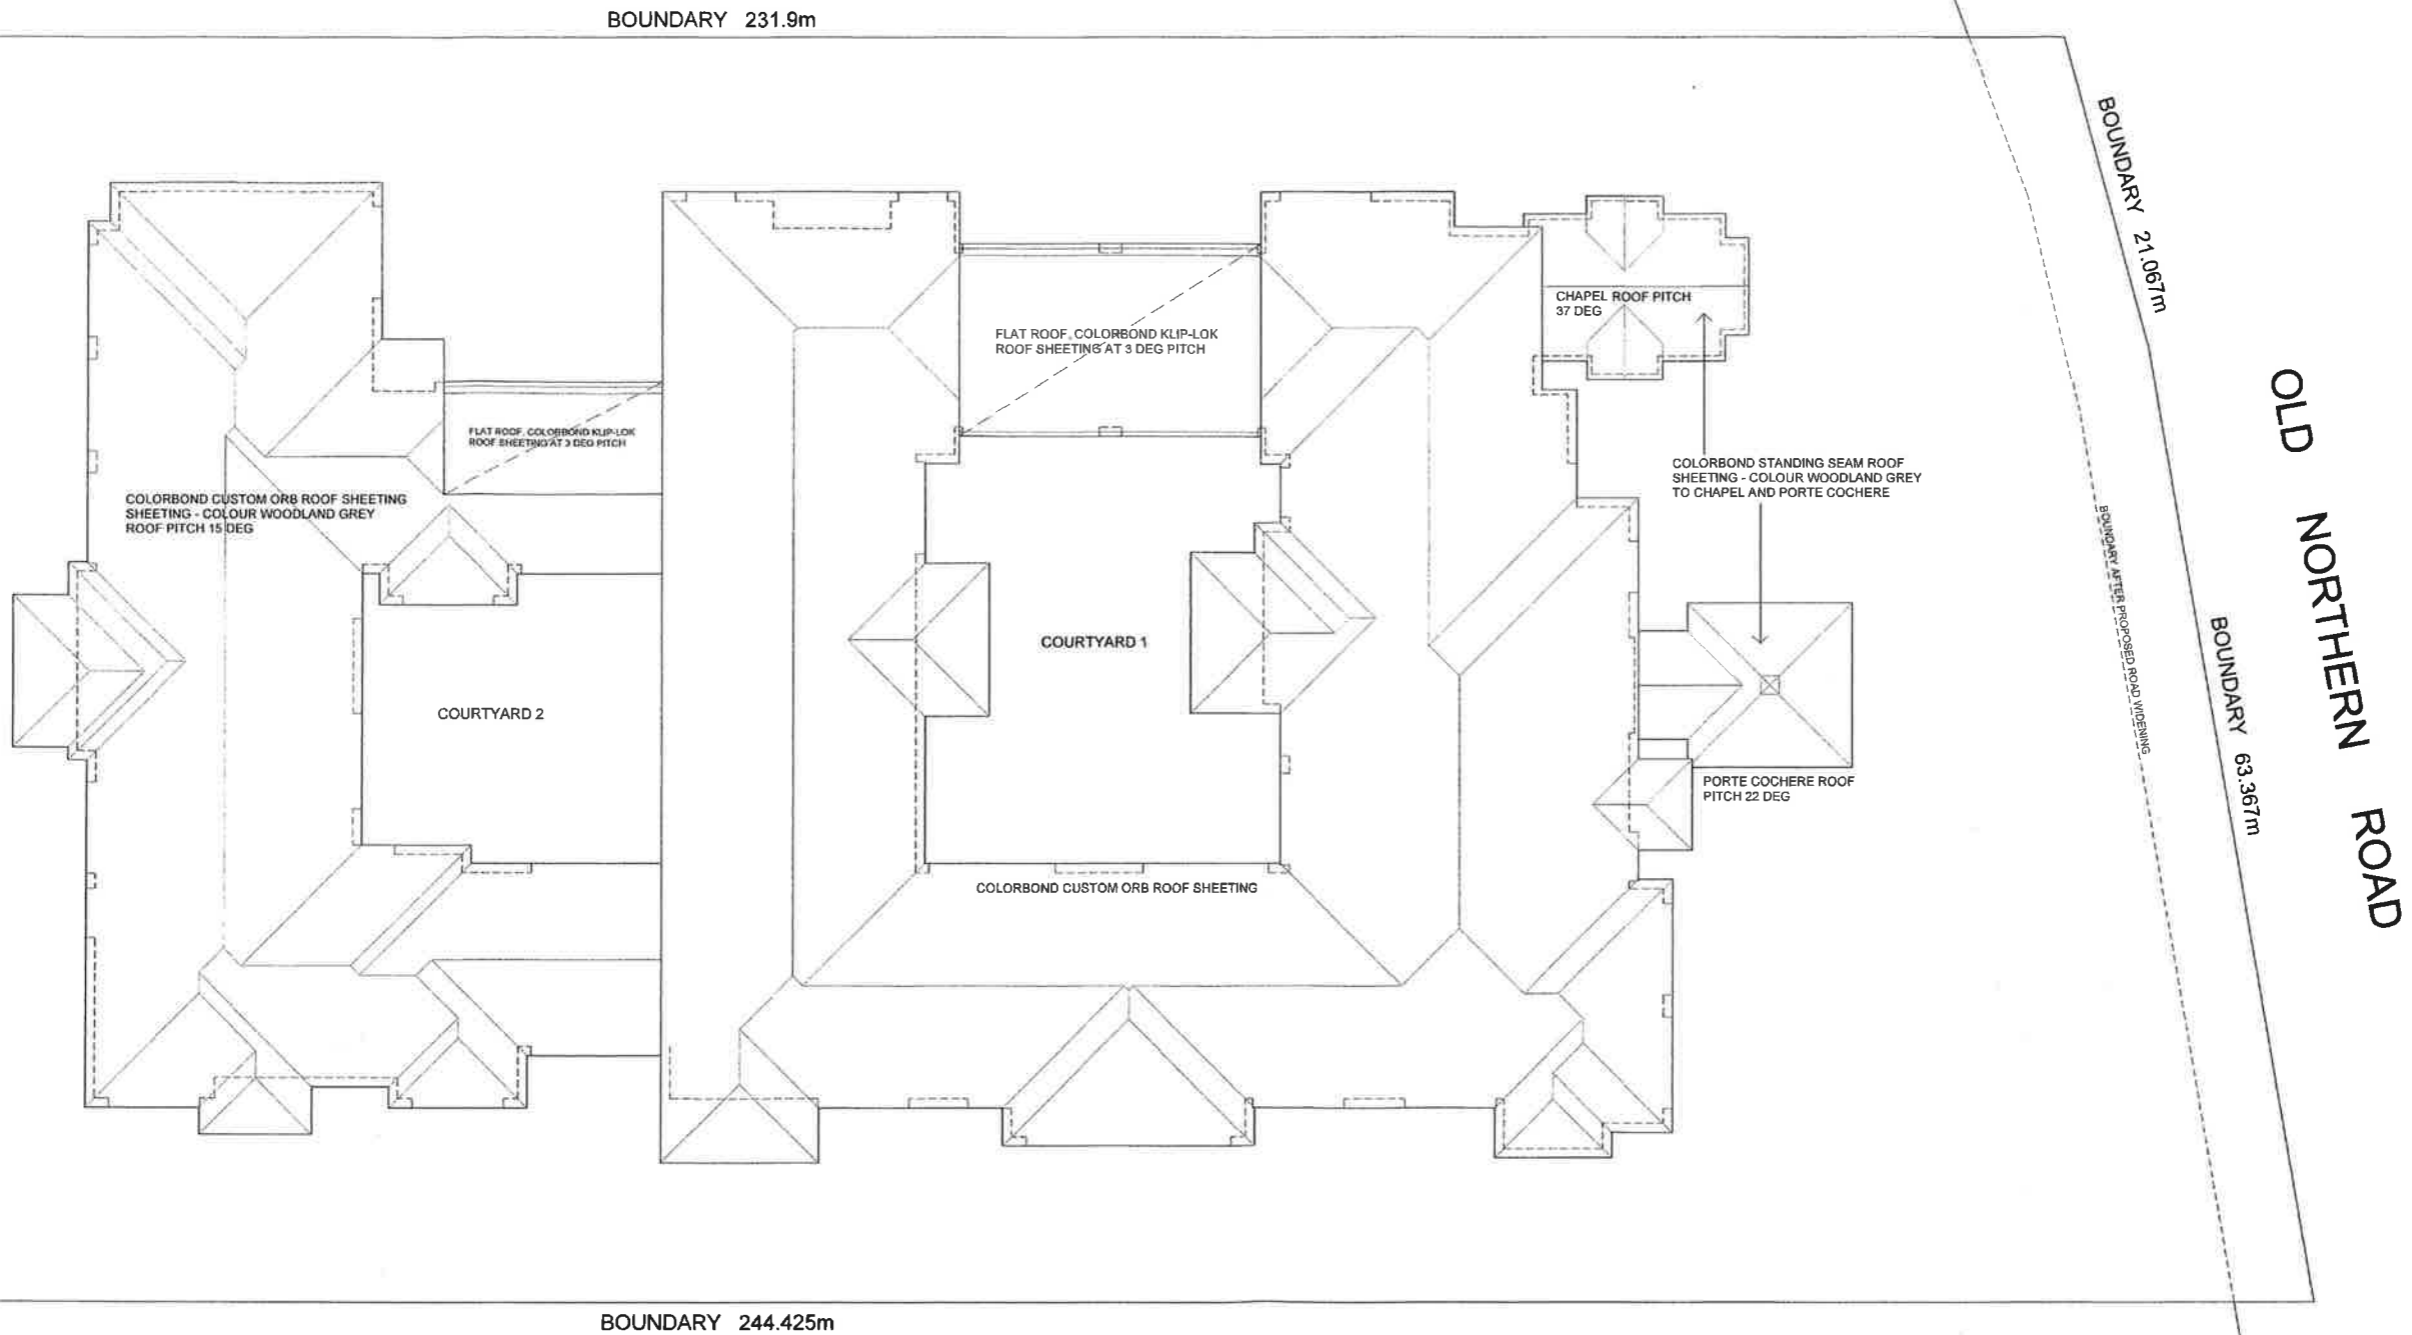 BOUNDARY 231.9m
BOUNDARY 21.067m
CHAPEL ROOF PITCH
37 DEG
FLAT ROOF, COLORBOND KLIP-LOK
ROOF SHEETING AT 3 DEG PITCH
FLAT ROOF, COLORBOND KLIP-LOK
ROOF SHEETING AT 3 DEG PITCH
COLORBOND STANDING SEAM ROOF
SHEETING - COLOUR WOODLAND GREY
TO CHAPEL AND PORTE COCHERE
OLD NORTHERN ROAD
COLORBOND CUSTOM ORB ROOF SHEETING
SHEETING - COLOUR WOODLAND GREY
ROOF PITCH 15 DEG
BOUNDARY AFTER PROPOSED ROAD WIDENING
BOUNDARY 63.367m
COURTYARD 1
COURTYARD 2
PORTE COCHERE ROOF
PITCH 22 DEG
COLORBOND CUSTOM ORB ROOF SHEETING
BOUNDARY 244.425m